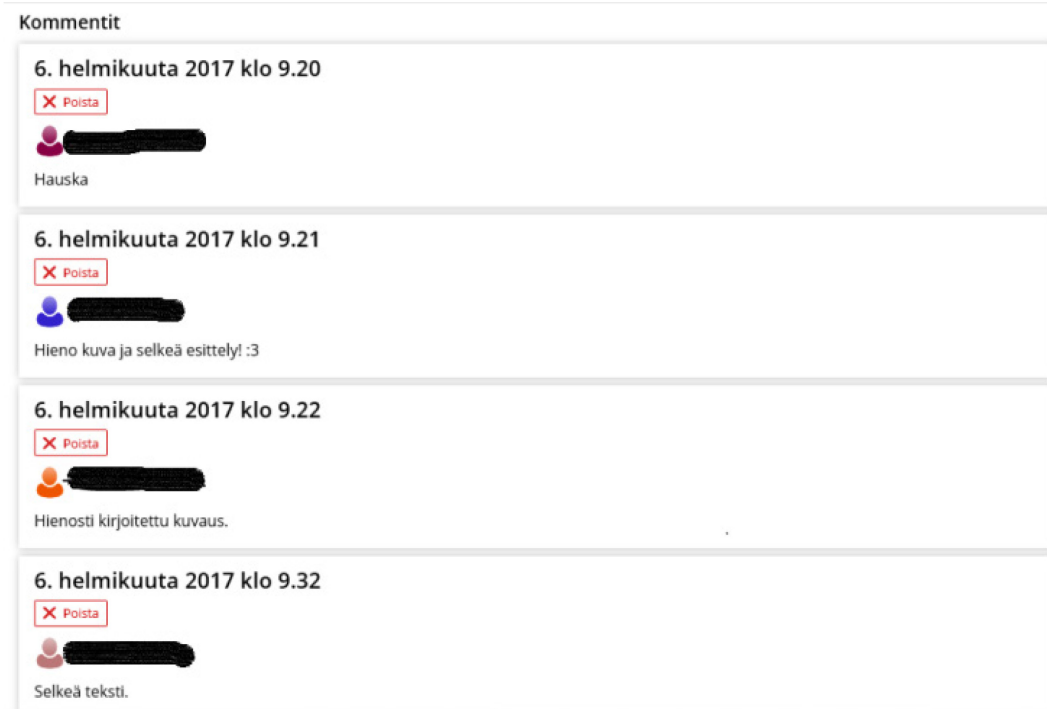 Kommentit
6. helmikuuta 2017 klo 9.20
Poista
Hauska
6. helmikuuta 2017 klo 9.21
Poista
Hieno kuva ja selkeä esittely! :3
6. helmikuuta 2017 klo 9.22
Poista
Hienosti kirjoitettu kuvaus.
6. helmikuuta 2017 klo 9.32
Poista
Selkeä teksti.